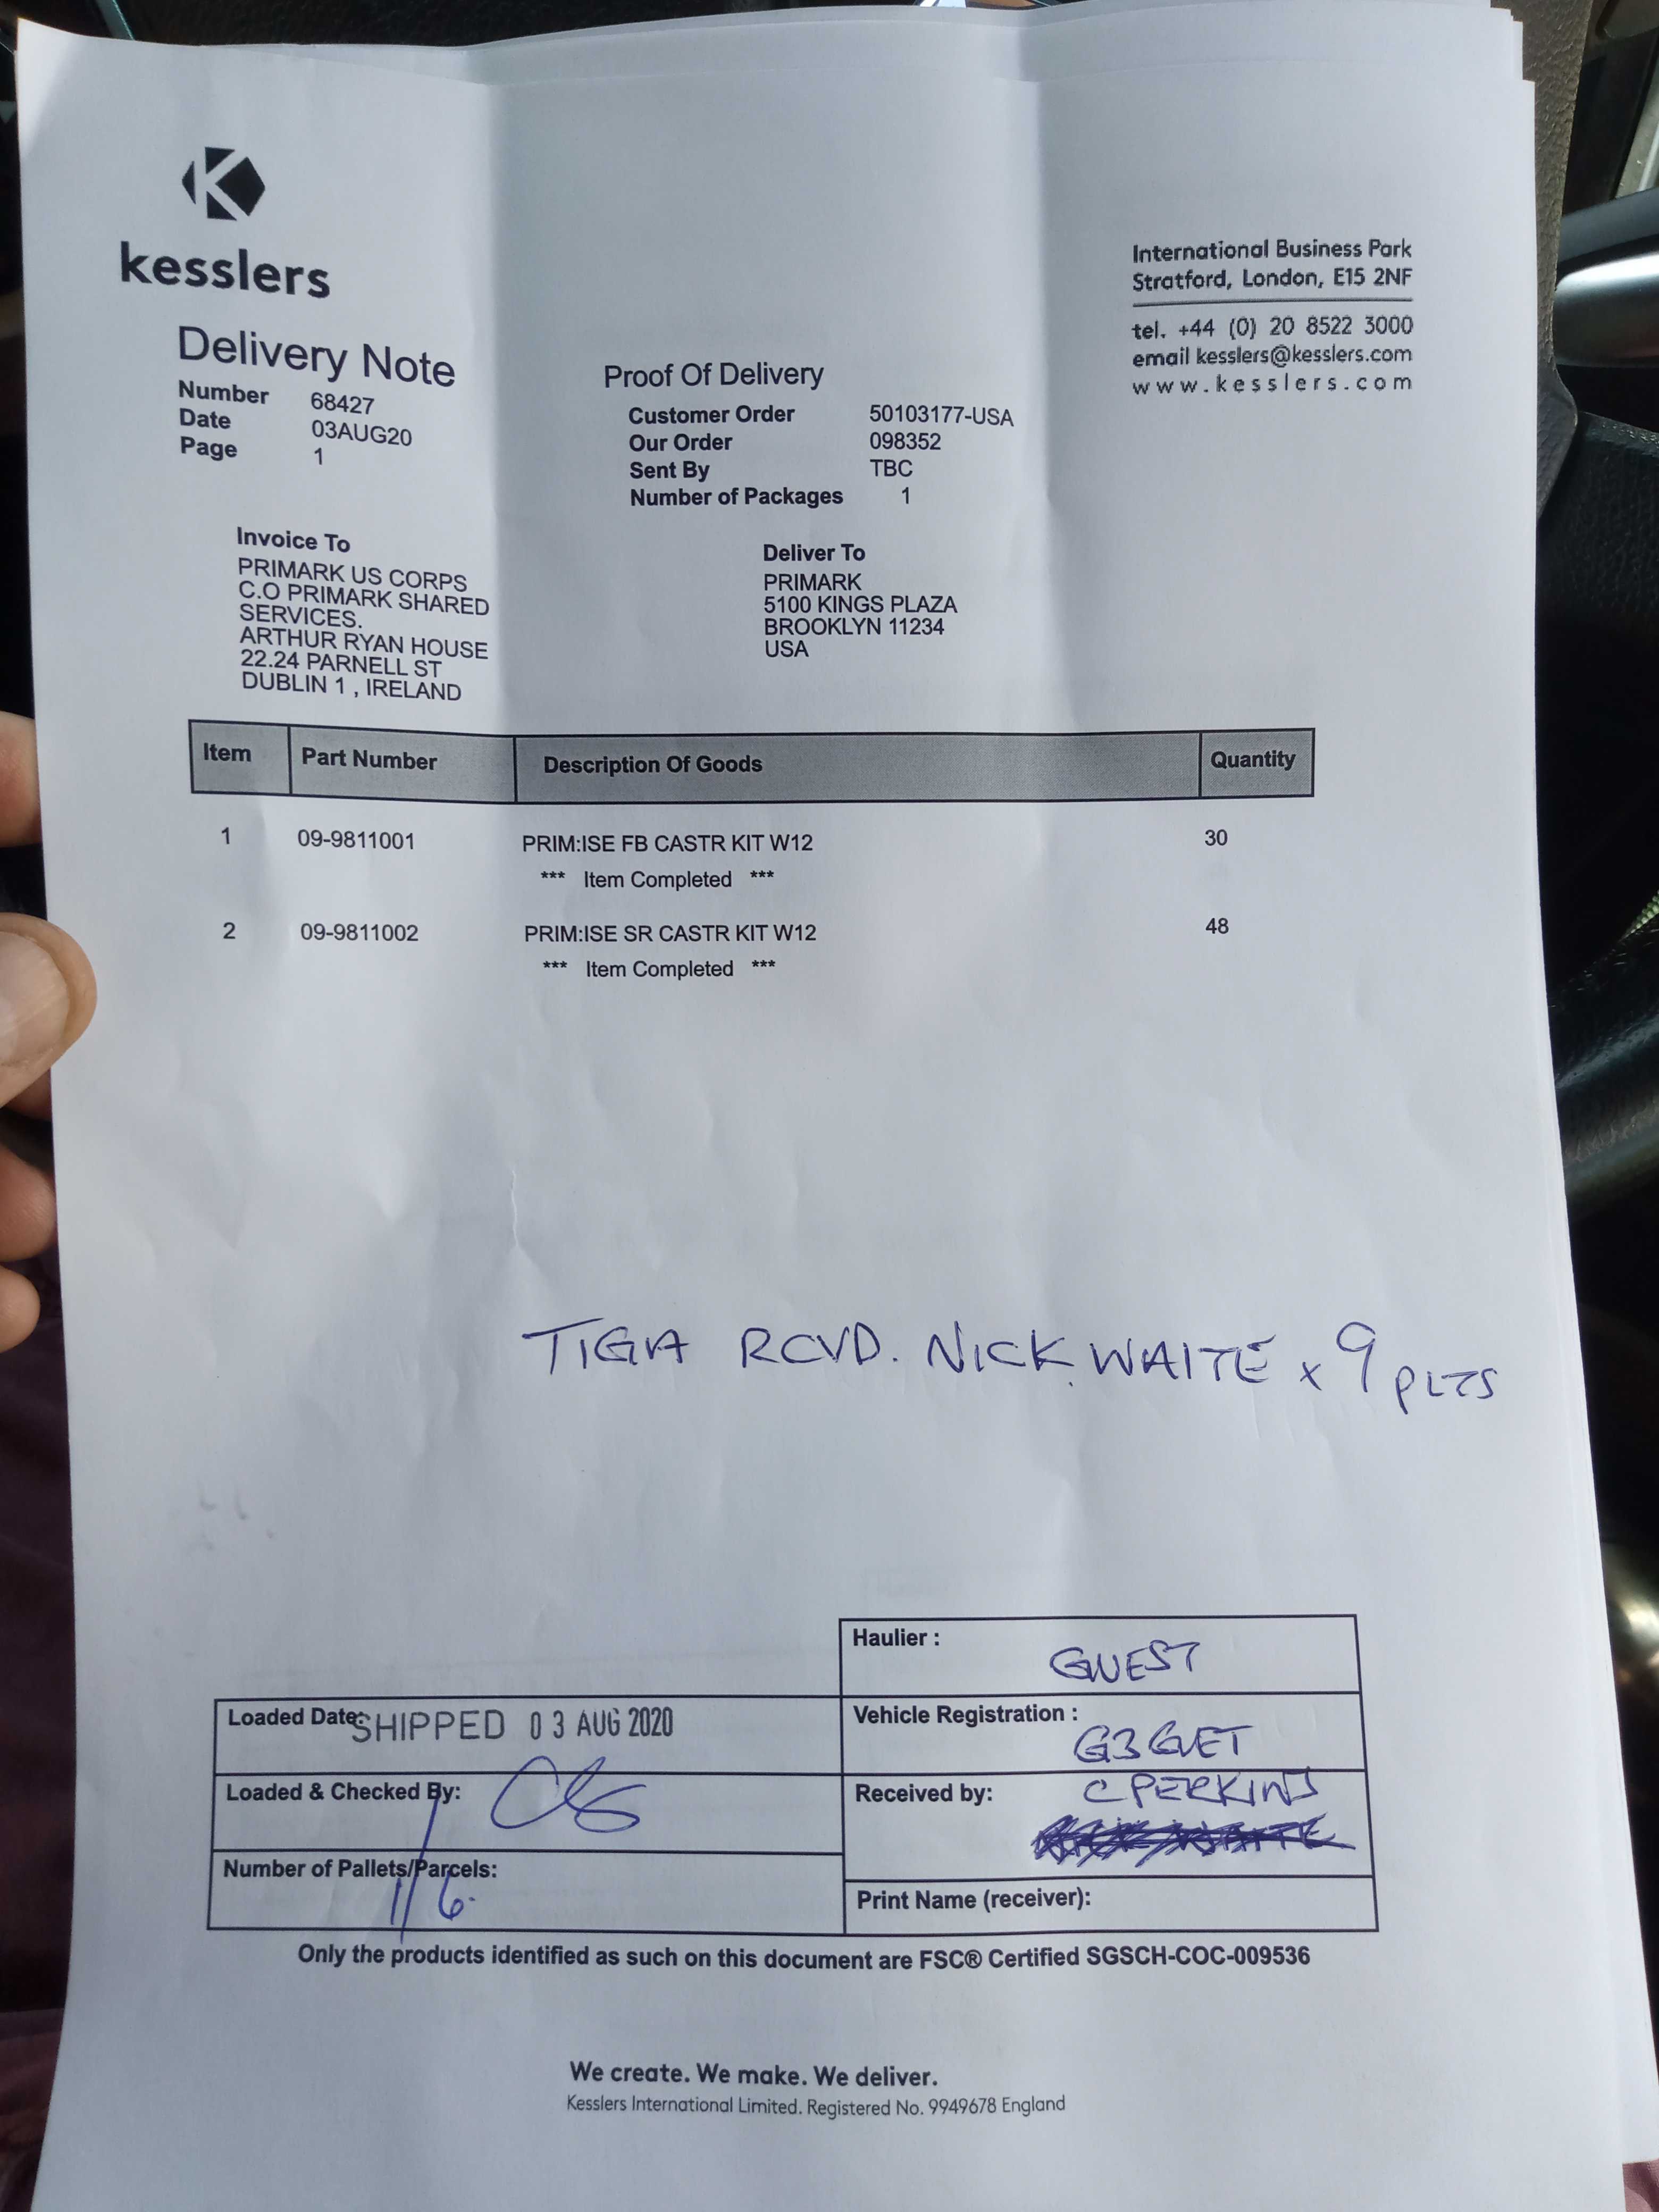 kesslers
International Business Park
Stratford, London, E15 2NF
tel. +44 (0) 20 8522 3000
email kesslers@kesslers.com
www.kesslers.com
Delivery Note
Number 68427
Date 03AUG20
Page 1
Proof Of Delivery
Customer Order 50103177-USA
Our Order 098352
Sent By TBC
Number of Packages 1
Invoice To
PRIMARK US CORPS
C.O PRIMARK SHARED
SERVICES.
ARTHUR RYAN HOUSE
22.24 PARNELL ST
DUBLIN 1 , IRELAND
Deliver To
PRIMARK
5100 KINGS PLAZA
BROOKLYN 11234
USA
Item Part Number Description Of Goods Quantity
1 09-9811001 PRIM:ISE FB CASTR KIT W12 30
*** Item Completed ***
2 09-9811002 PRIM:ISE SR CASTR KIT W12 48
*** Item Completed ***
TIGA RCVD. NICK WAITE x 9 PLTS
Haulier : GUEST
Loaded Date: SHIPPED 03 AUG 2020
Vehicle Registration : G3 GUET
Loaded & Checked By:
Received by: C PERKINS
Number of Pallets/Parcels: 1/6.
Print Name (receiver):
Only the products identified as such on this document are FSC® Certified SGSCH-COC-009536
We create. We make. We deliver.
Kesslers International Limited. Registered No. 9949678 England